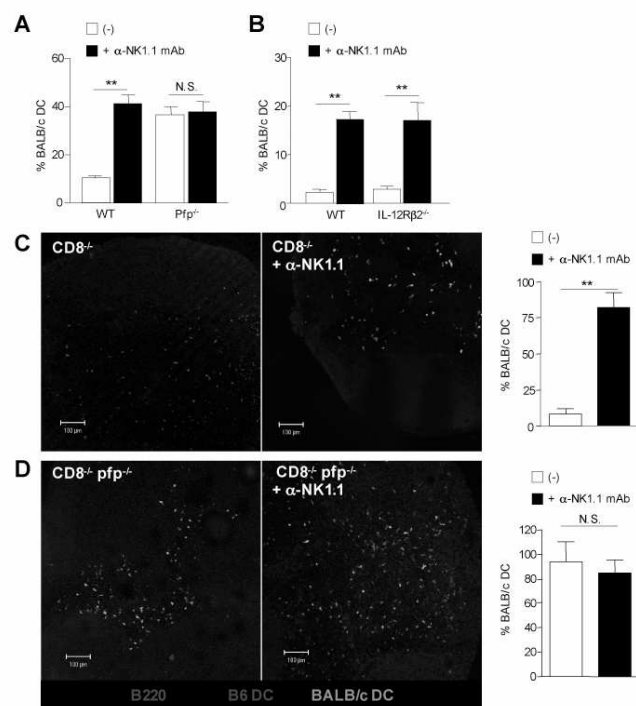 A
(-)
+ α-NK1.1 mAb
% BALB/c DC
60
40
20
0
**
N.S.
WT
Pfp-/-
B
(-)
+ α-NK1.1 mAb
% BALB/c DC
30
20
10
0
**
**
WT
IL-12Rβ2-/-
C
CD8-/-
100 µm
CD8-/-
+ α-NK1.1
100 µm
(-)
+ α-NK1.1 mAb
% BALB/c DC
100
75
50
25
0
**
D
CD8-/- pfp-/-
100 µm
CD8-/- pfp-/-
+ α-NK1.1
100 µm
(-)
+ α-NK1.1 mAb
% BALB/c DC
120
100
80
60
40
20
0
N.S.
B220 B6 DC BALB/c DC